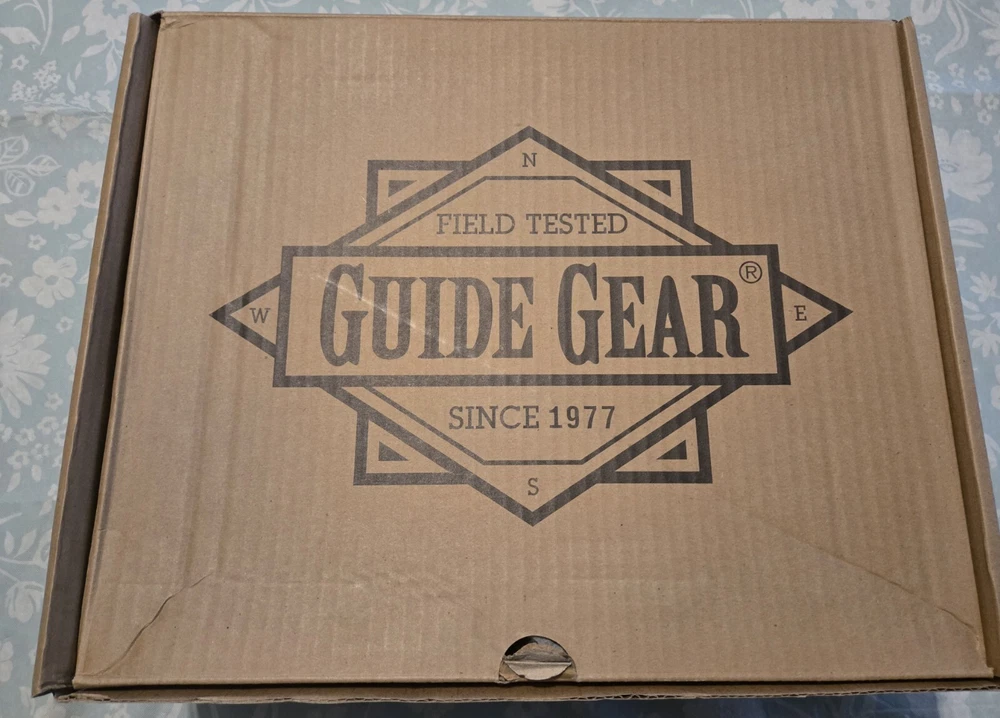 N
FIELD TESTED
W GUIDE GEAR® E
SINCE 1977
S